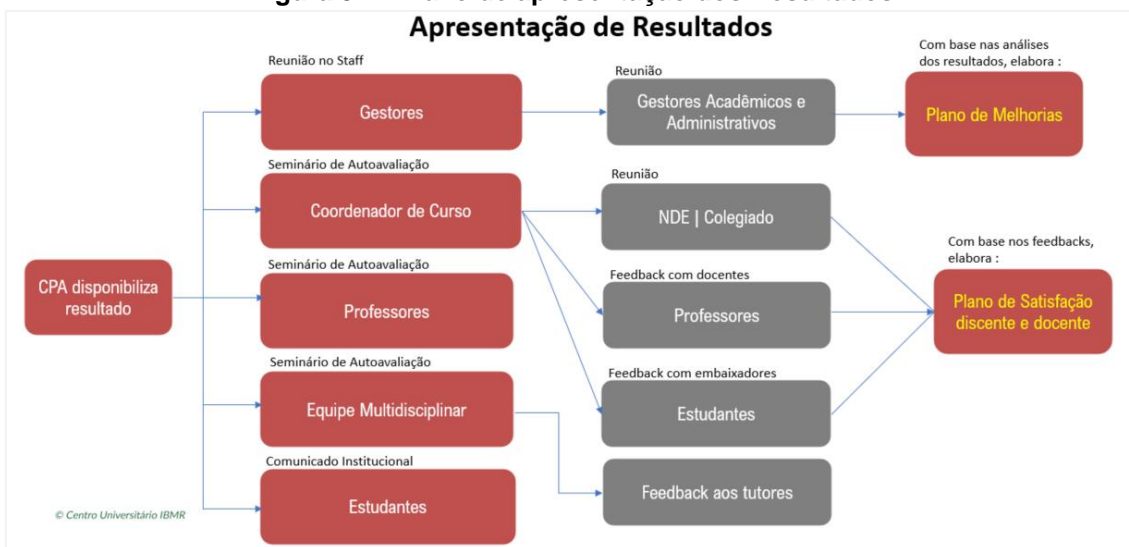 Apresentação de Resultados
Reunião no Staff
Gestores
Reunião
Gestores Acadêmicos e
Administrativos
Com base nas análises
dos resultados, elabora :
Plano de Melhorias
Seminário de Autoavaliação
Coordenador de Curso
Reunião
NDE | Colegiado
Seminário de Autoavaliação
Professores
Feedback com docentes
Professores
Com base nos feedbacks,
elabora :
Plano de Satisfação
discente e docente
CPA disponibiliza
resultado
Seminário de Autoavaliação
Equipe Multidisciplinar
Feedback com embaixadores
Estudantes
Comunicado Institucional
Estudantes
Feedback aos tutores
© Centro Universitário IBMR